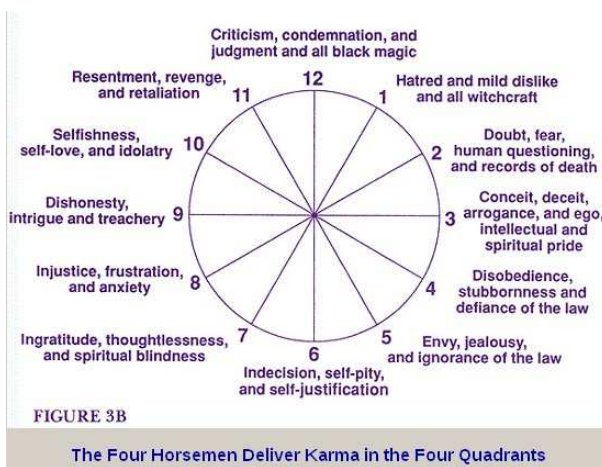 Criticism, condemnation, and
judgment and all black magic
12
Hatred and mild dislike
and all witchcraft
1
Doubt, fear,
human questioning,
and records of death
2
Conceit, deceit,
arrogance, and ego,
intellectual and
spiritual pride
3
Disobedience,
stubbornness and
defiance of the law
4
Envy, jealousy,
and ignorance of the law
5
6
Indecision, self-pity,
and self-justification
7
Ingratitude, thoughtlessness,
and spiritual blindness
8
Injustice, frustration,
and anxiety
9
Dishonesty,
intrigue and treachery
10
Selfishness,
self-love, and idolatry
11
Resentment, revenge,
and retaliation
FIGURE 3B
The Four Horsemen Deliver Karma in the Four Quadrants